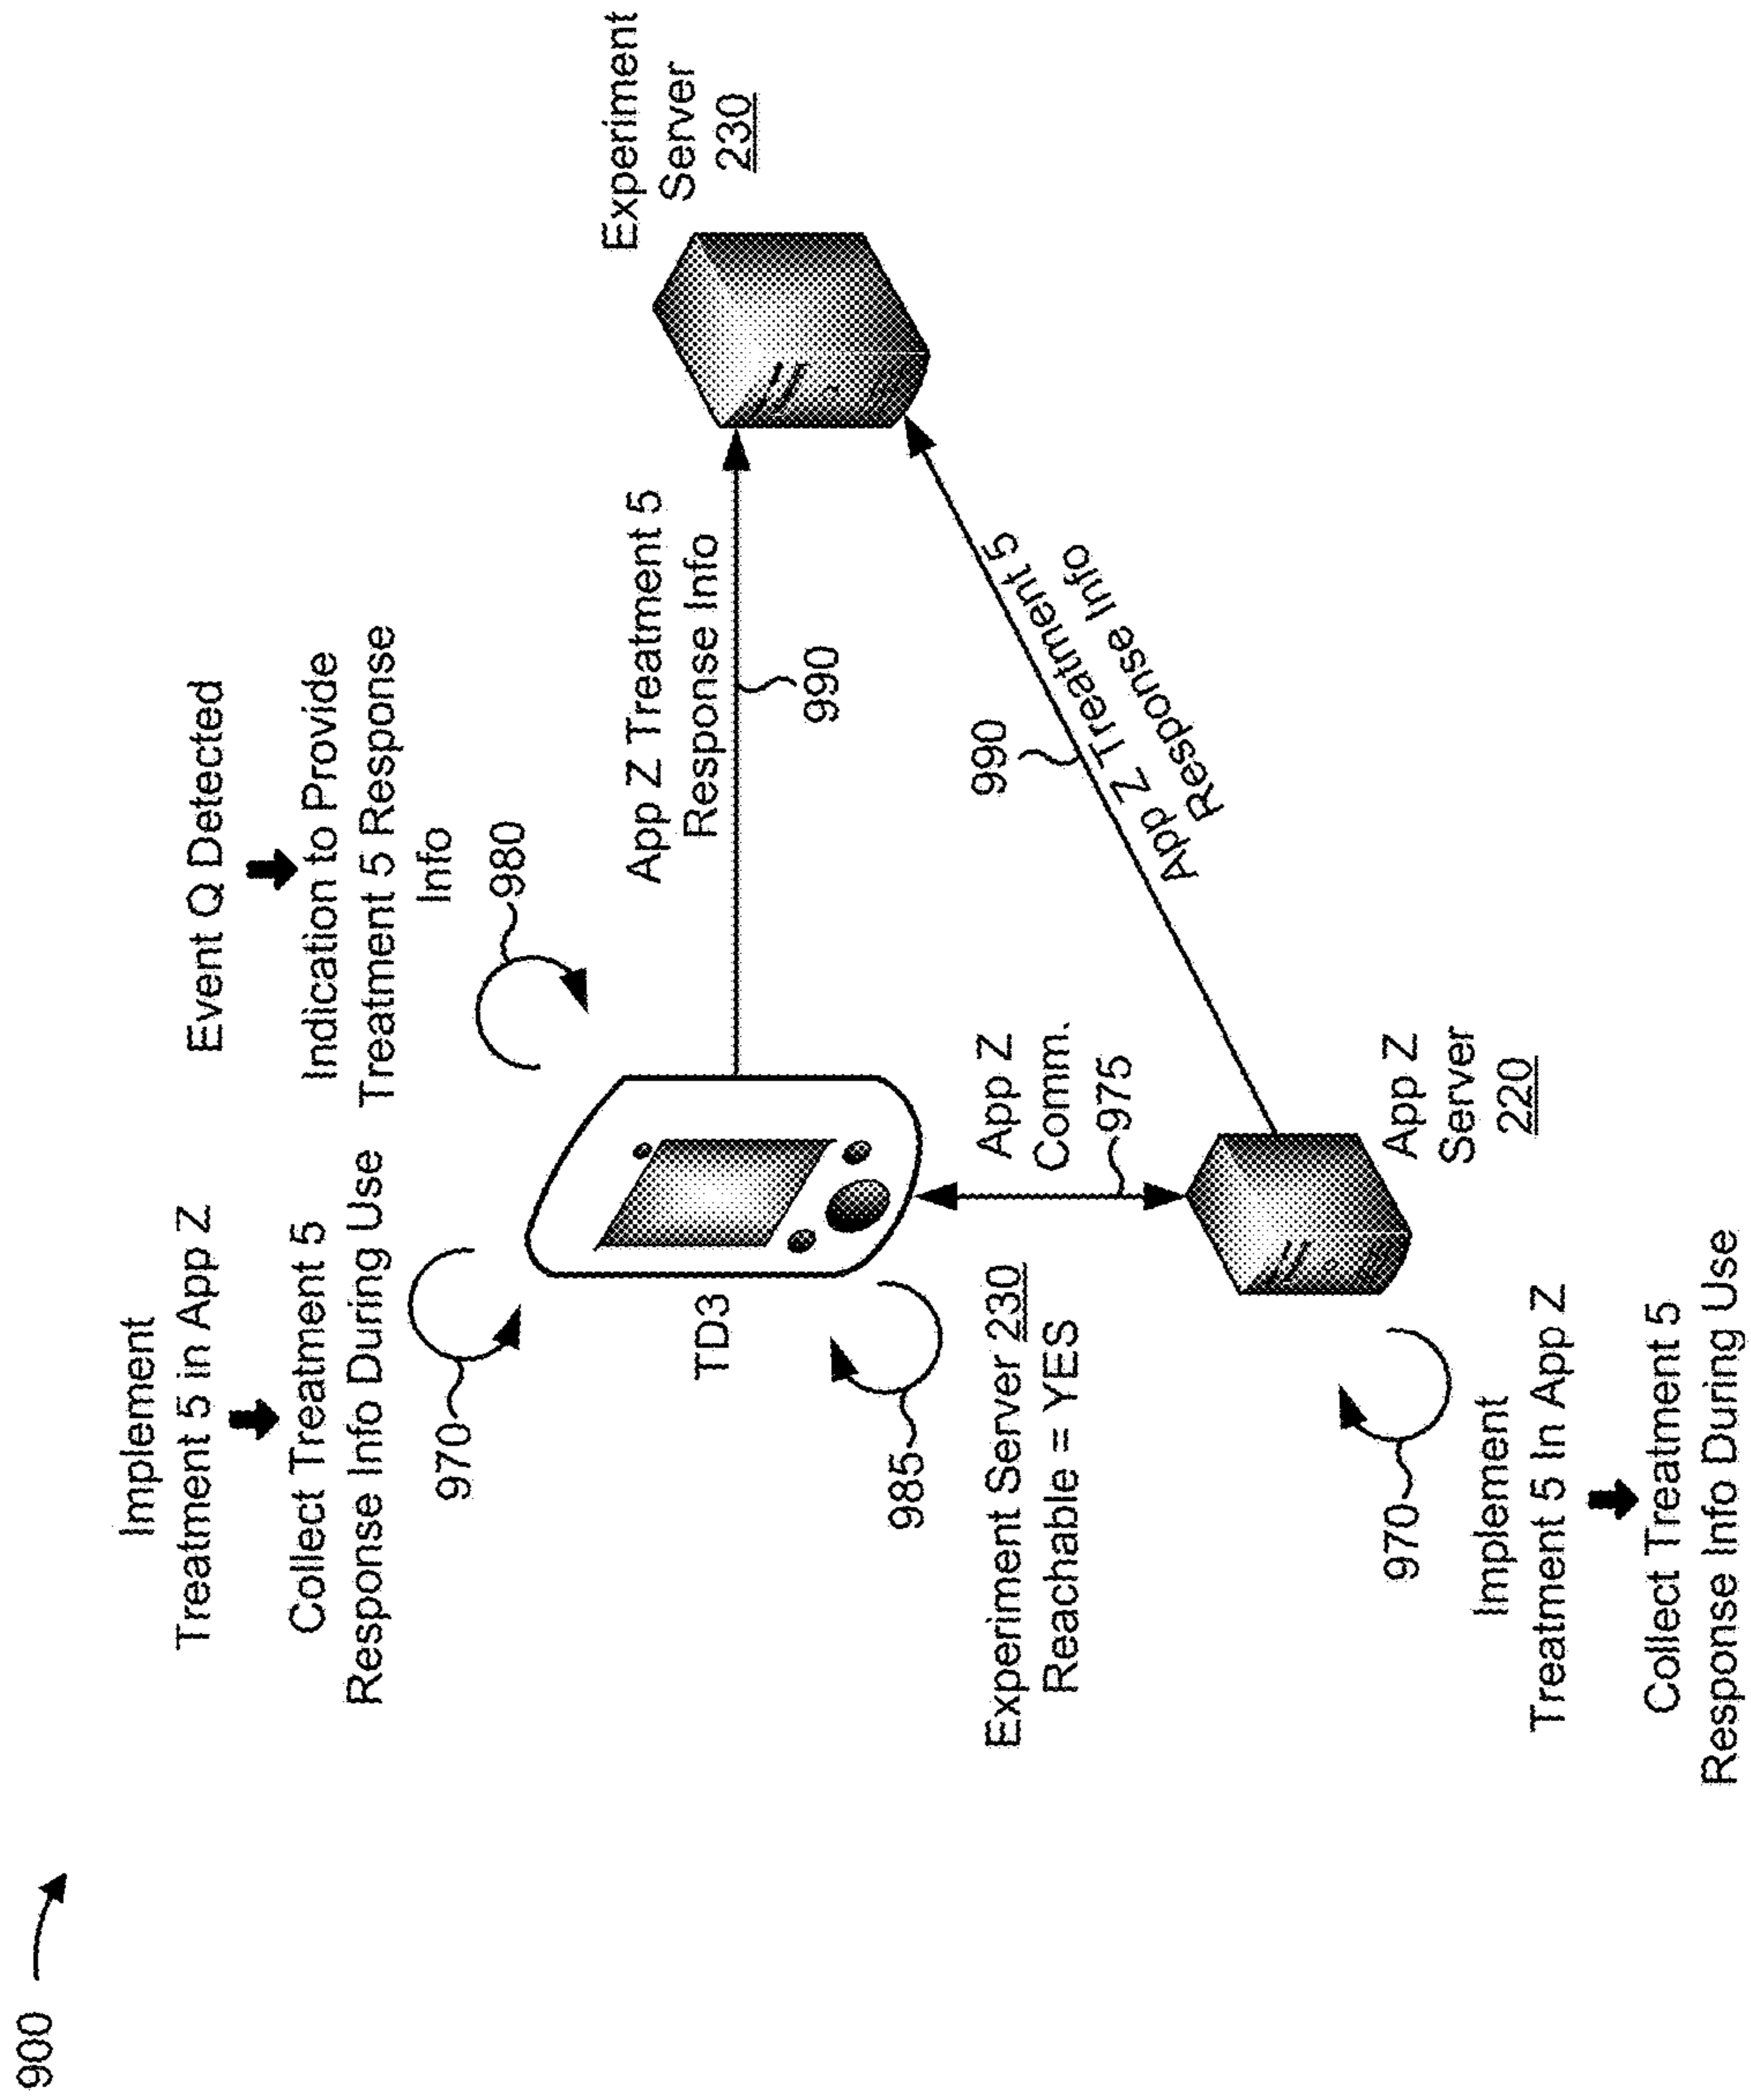 900
Implement
Treatment 5 in App Z
Collect Treatment 5
Response Info During Use
970
Event Q Detected
Indication to Provide
Treatment 5 Response
Info
980
TD3
985
Experiment Server 230
Reachable = YES
App Z Treatment 5
Response Info
990
Experiment
Server
230
App Z
Comm.
975
990
App Z Treatment 5
Response Info
App Z
Server
220
970
Implement
Treatment 5 In App Z
Collect Treatment 5
Response Info During Use